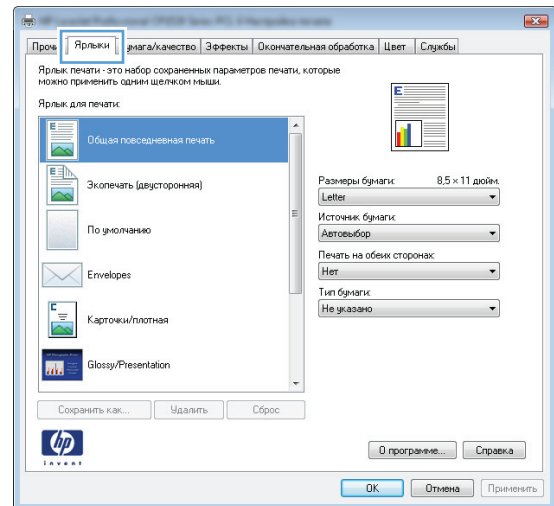 Прочи Ярлыки умага/качество Эффекты Окончательная обработка Цвет Службы
Ярлык печати - это набор сохраненных параметров печати, которые
можно применить одним щелчком мыши.
Ярлык для печати:
Общая повседневная печать
Экопечать (двусторонняя)
По умолчанию
Envelopes
Карточки/плотная
Glossy/Presentation
Сохранить как... Удалить Сброс
Размеры бумаги: 8,5 × 11 дюйм.
Letter
Источник бумаги:
Автовыбор
Печать на обеих сторонах:
Нет
Тип бумаги:
Не указано
hp
invent
О программе... Справка
OK Отмена Применить